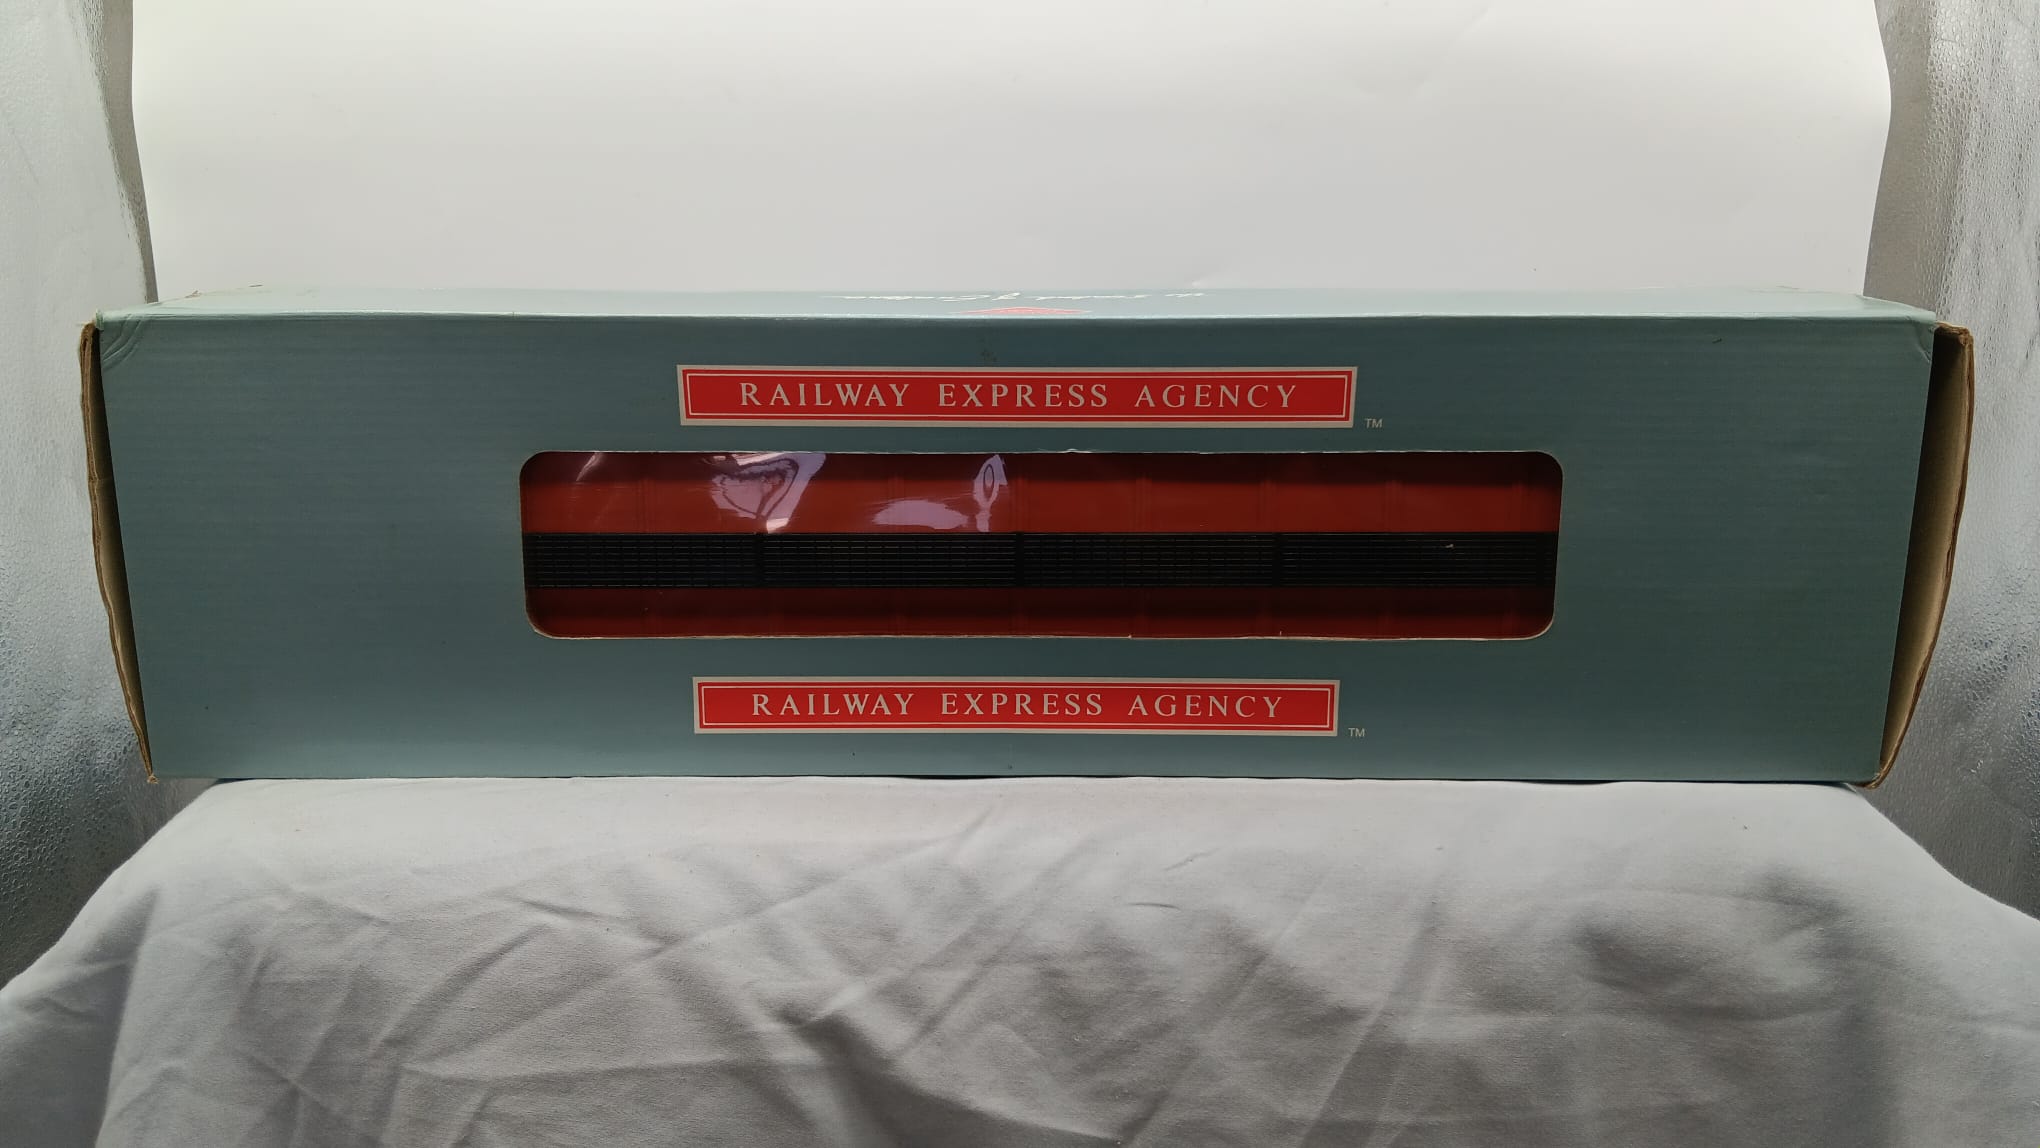 RAILWAY EXPRESS AGENCY
TM
RAILWAY EXPRESS AGENCY
TM